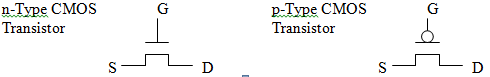 n-Type CMOS
Transistor
G
S
D
p-Type CMOS
Transistor
G
S
D